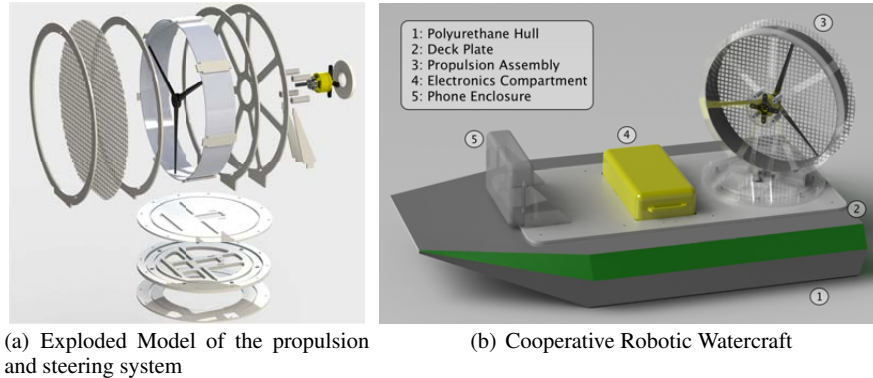 1: Polyurethane Hull
2: Deck Plate
3: Propulsion Assembly
4: Electronics Compartment
5: Phone Enclosure
3
4
5
2
1
(a) Exploded Model of the propulsion
and steering system
(b) Cooperative Robotic Watercraft